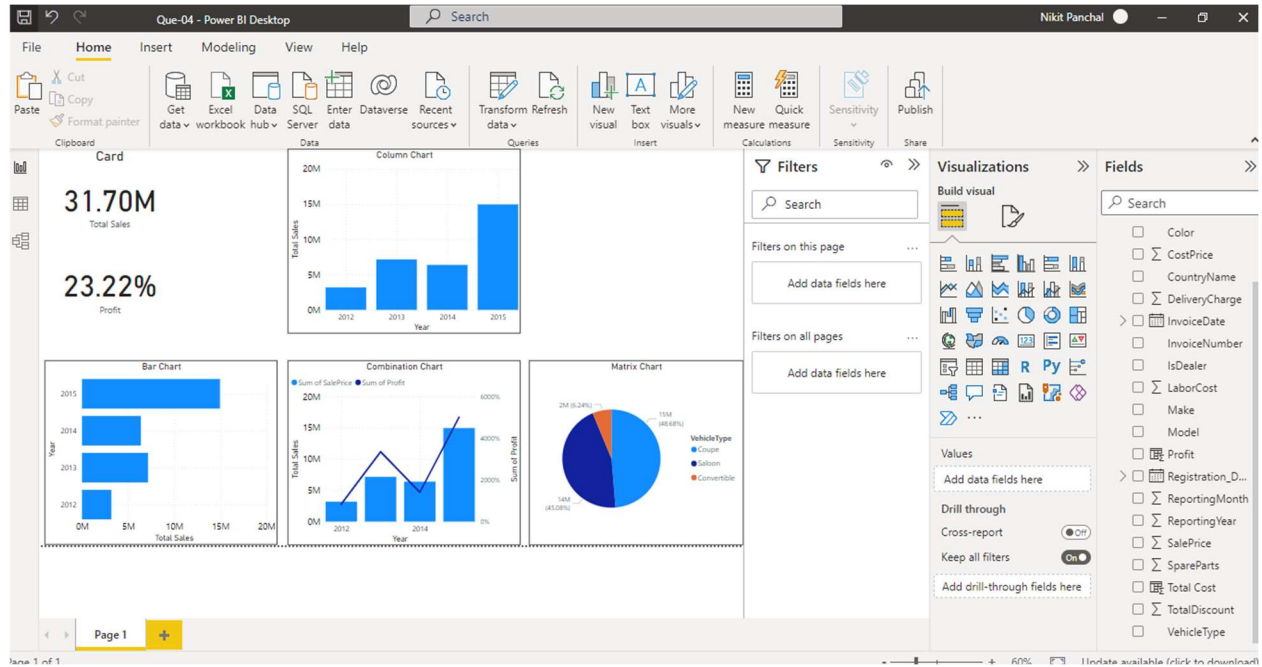 Que-04 - Power BI Desktop
Search
Nikit Panchal
File Home Insert Modeling View Help
Paste
Cut
Copy
Format painter
Clipboard
Get data
Excel workbook
Data hub
SQL Server
Enter data
Dataverse
Recent sources
Data
Transform data
Refresh
Queries
New visual
Text box
More visuals
Insert
New measure
Quick measure
Calculations
Sensitivity
Sensitivity
Publish
Share
Card
31.70M
Total Sales
23.22%
Profit
Column Chart
Total Sales
20M
15M
10M
5M
0M
2012 2013 2014 2015
Year
Bar Chart
Year
2015
2014
2013
2012
0M 5M 10M 15M 20M
Total Sales
Combination Chart
Sum of SalePrice Sum of Profit
Total Sales
20M
15M
10M
5M
0M
6000%
4000%
2000%
0%
Sum of Profit
2012 2014
Year
Matrix Chart
2M (6.24%)
15M
(48.68%)
14M
(45.08%)
VehicleType
Coupe
Saloon
Convertible
Filters
Search
Filters on this page
...
Add data fields here
Filters on all pages
...
Add data fields here
Visualizations
Build visual
123
R
Py
...
Values
Add data fields here
Drill through
Cross-report
Off
Keep all filters
On
Add drill-through fields here
Fields
Search
Color
CostPrice
CountryName
DeliveryCharge
InvoiceDate
InvoiceNumber
IsDealer
LaborCost
Make
Model
Profit
Registration_D...
ReportingMonth
ReportingYear
SalePrice
SpareParts
Total Cost
TotalDiscount
VehicleType
Page 1
Page 1 of 1
60%
Update available (click to download)